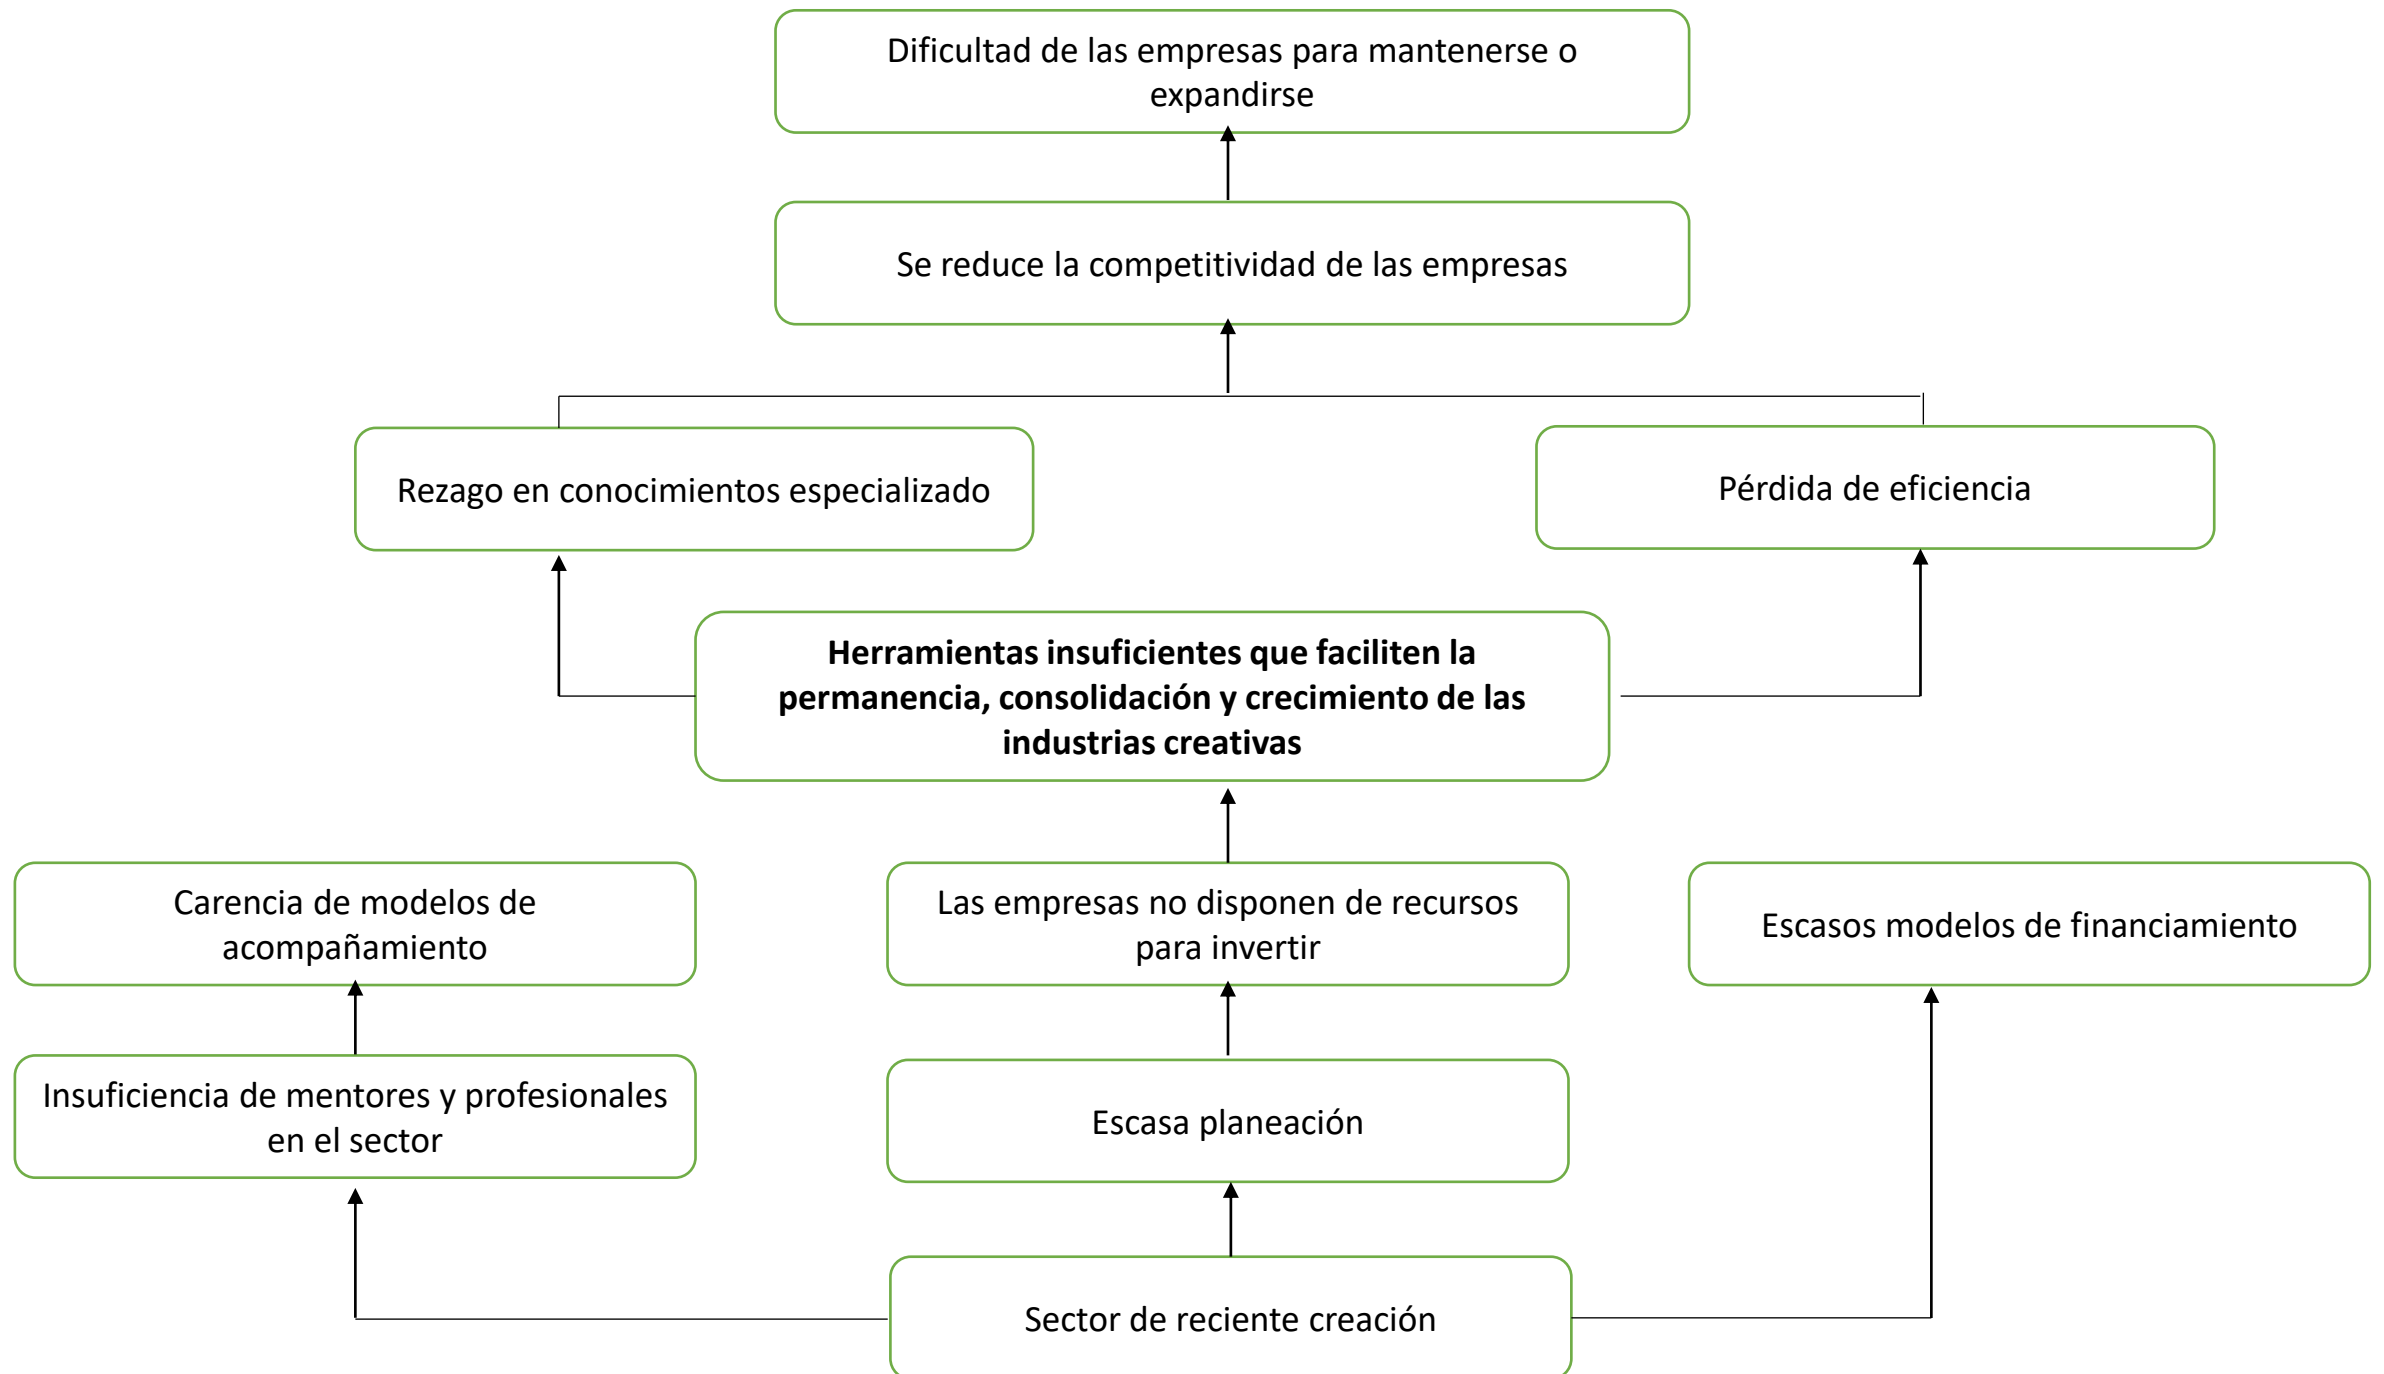 Dificultad de las empresas para mantenerse o
expandirse
Se reduce la competitividad de las empresas
Rezago en conocimientos especializado
Pérdida de eficiencia
Herramientas insuficientes que faciliten la
permanencia, consolidación y crecimiento de las
industrias creativas
Carencia de modelos de
acompañamiento
Las empresas no disponen de recursos
para invertir
Escasos modelos de financiamiento
Insuficiencia de mentores y profesionales
en el sector
Escasa planeación
Sector de reciente creación